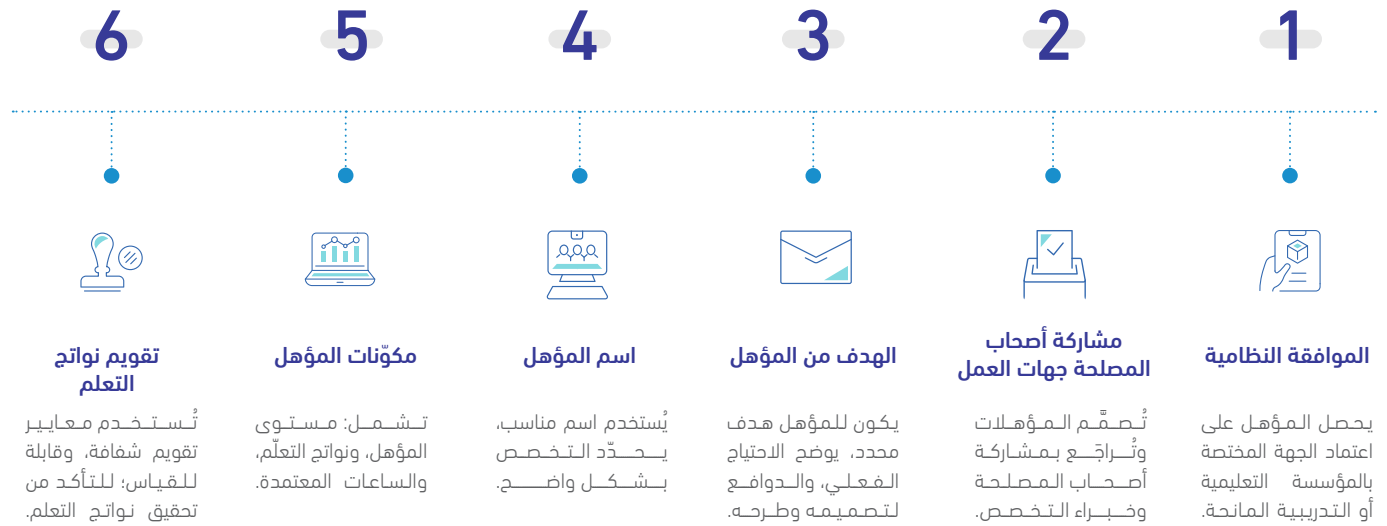 1
الموافقة النظامية
يحصل المؤهل على
اعتماد الجهة المختصة
بالمؤسسة التعليمية
أو التدريبية المانحة.
2
مشاركة أصحاب
المصلحة جهات العمل
تُصمَّم المؤهلات
وتُراجَع بمشاركة
أصحاب المصلحة
وخبراء التخصص.
3
الهدف من المؤهل
يكون للمؤهل هدف
محدد، يوضح الاحتياج
الفعلي، والدوافع
لتصميمه وطرحه.
4
اسم المؤهل
يُستخدم اسم مناسب،
يحدّد التخصص
بشكل واضح.
5
مكوّنات المؤهل
تشمل: مستوى
المؤهل، ونواتج التعلّم،
والساعات المعتمدة.
6
تقويم نواتج
التعلم
تُستخدم معايير
تقويم شفافة، وقابلة
للقياس؛ للتأكد من
تحقيق نواتج التعلم.